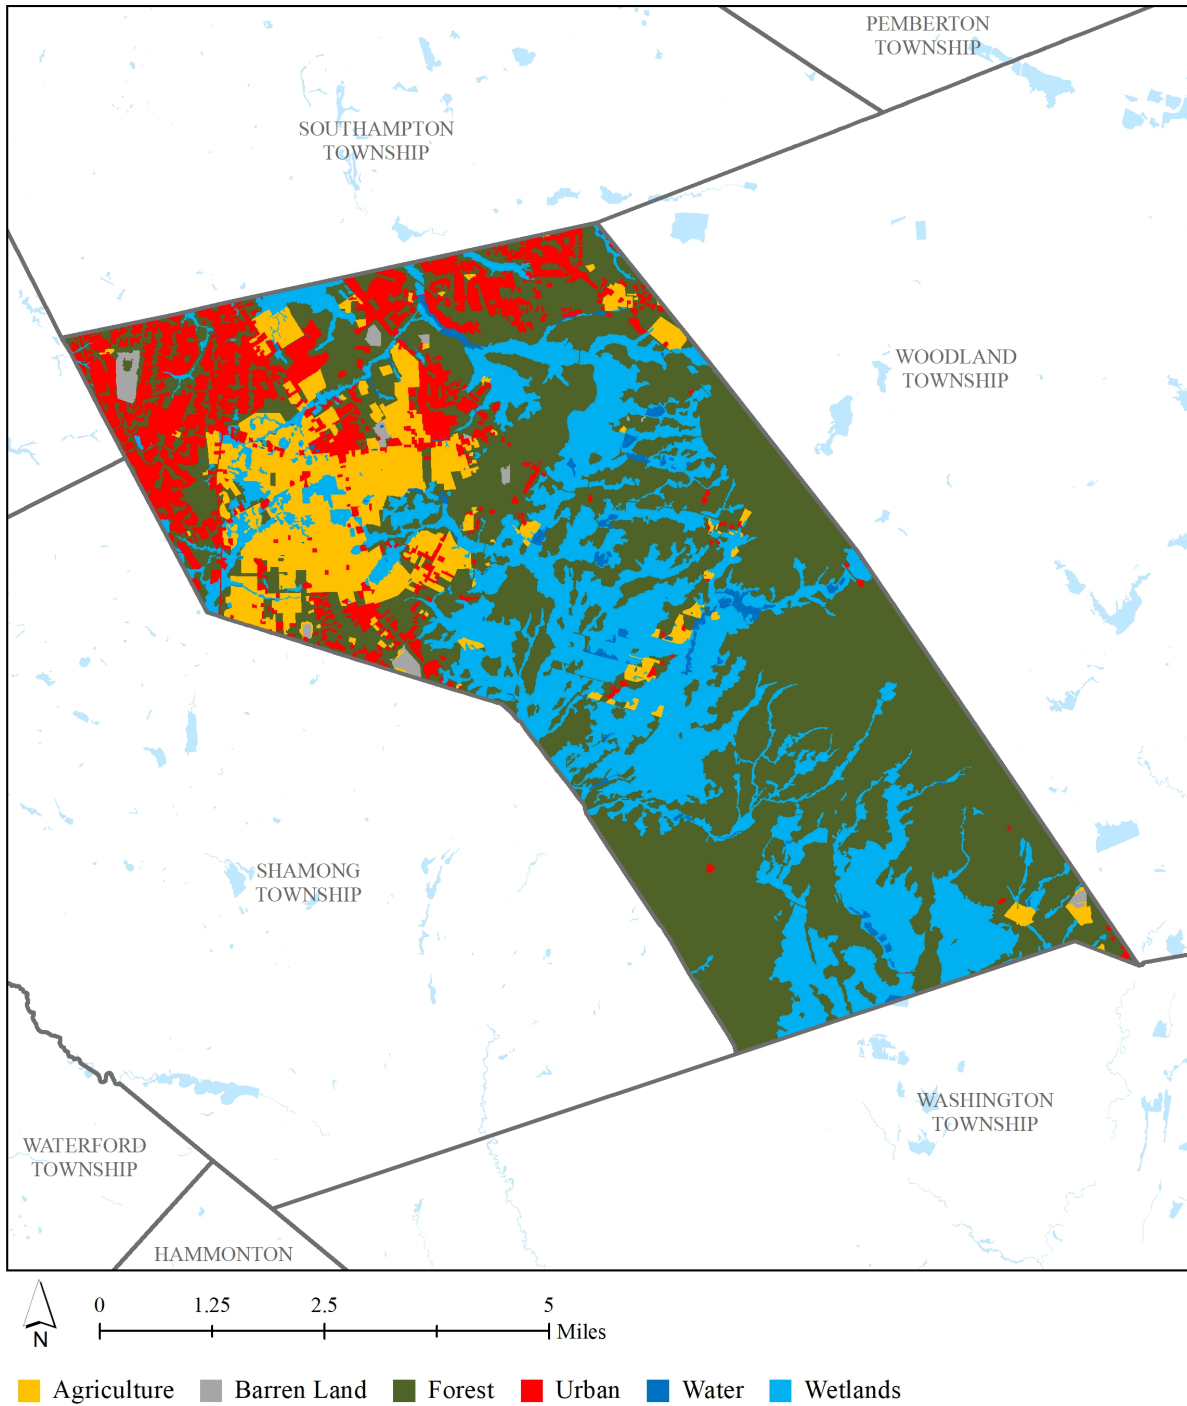 PEMBERTON
TOWNSHIP
SOUTHAMPTON
TOWNSHIP
WOODLAND
TOWNSHIP
SHAMONG
TOWNSHIP
WASHINGTON
TOWNSHIP
WATERFORD
TOWNSHIP
HAMMONTON
N
0 1.25 2.5 5
Miles
Agriculture Barren Land Forest Urban Water Wetlands